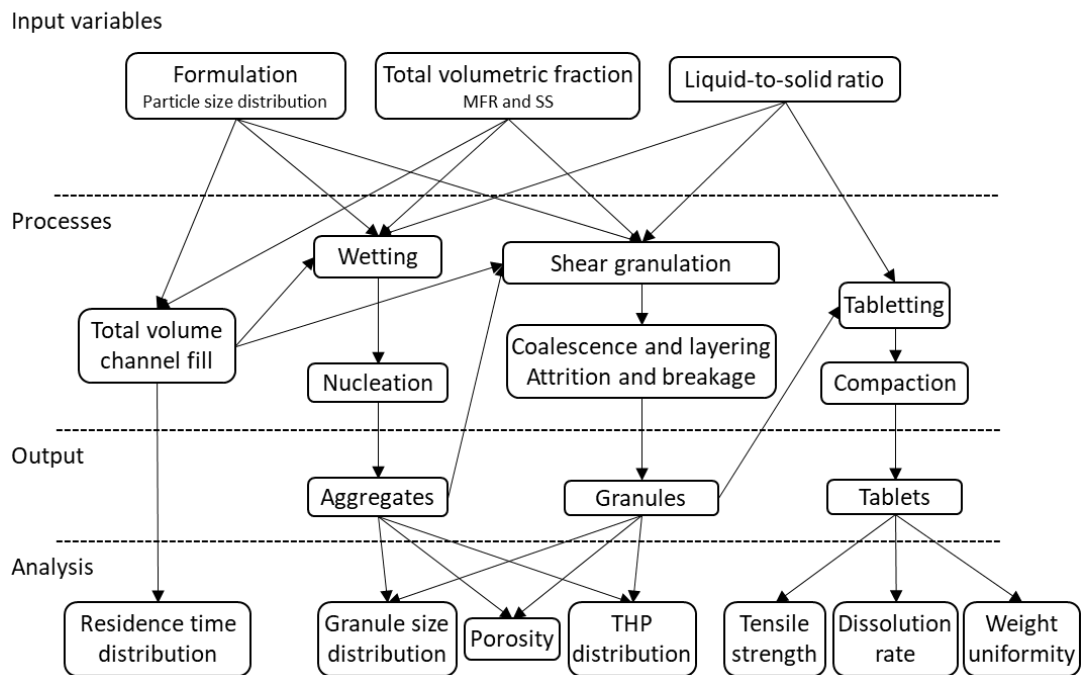 Input variables
Formulation
Particle size distribution
Total volumetric fraction
MFR and SS
Liquid-to-solid ratio
Processes
Wetting
Shear granulation
Tabletting
Total volume
channel fill
Nucleation
Coalescence and layering
Attrition and breakage
Compaction
Output
Aggregates
Granules
Tablets
Analysis
Residence time
distribution
Granule size
distribution
Porosity
THP
distribution
Tensile
strength
Dissolution
rate
Weight
uniformity